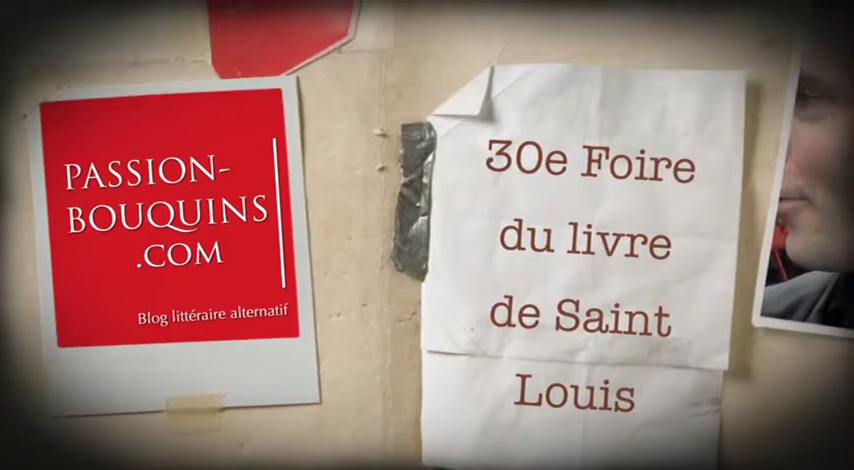 PASSION-
BOUQUINS
.COM
Blog littéraire alternatif
30e Foire
du livre
de Saint
Louis